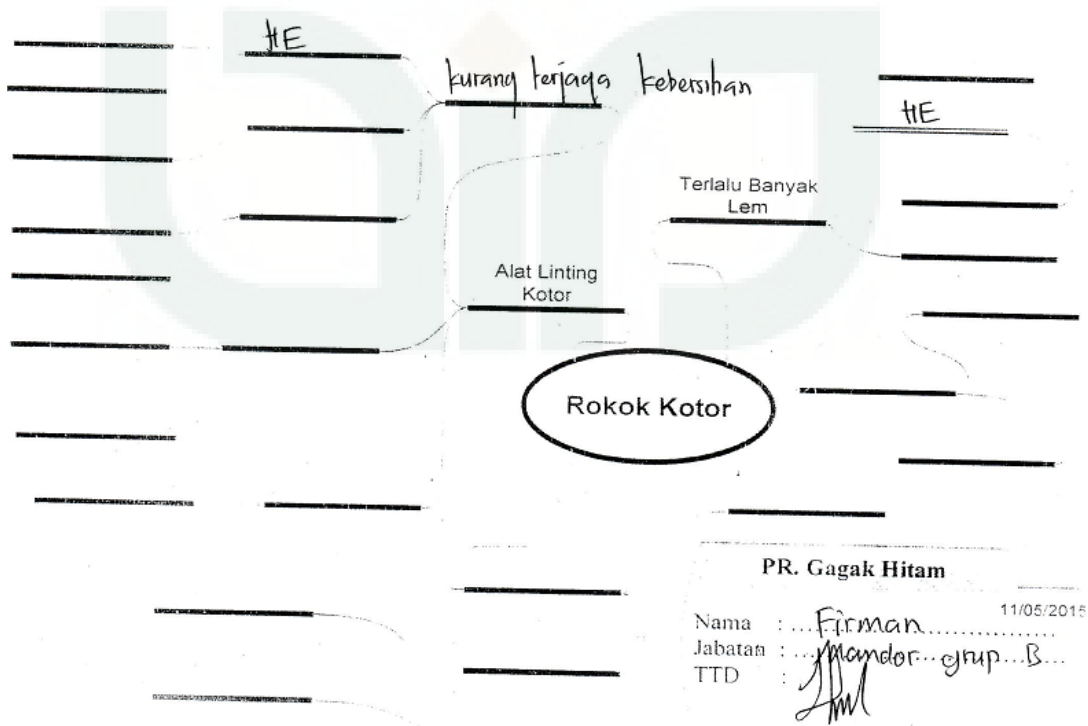 HE
kurang terjaga kebersihan
HE
Terlalu Banyak
Lem
Alat Linting
Kotor
Rokok Kotor
PR. Gagak Hitam
11/05/2015
Nama : Firman
Jabatan : Mandor grup B
TTD :